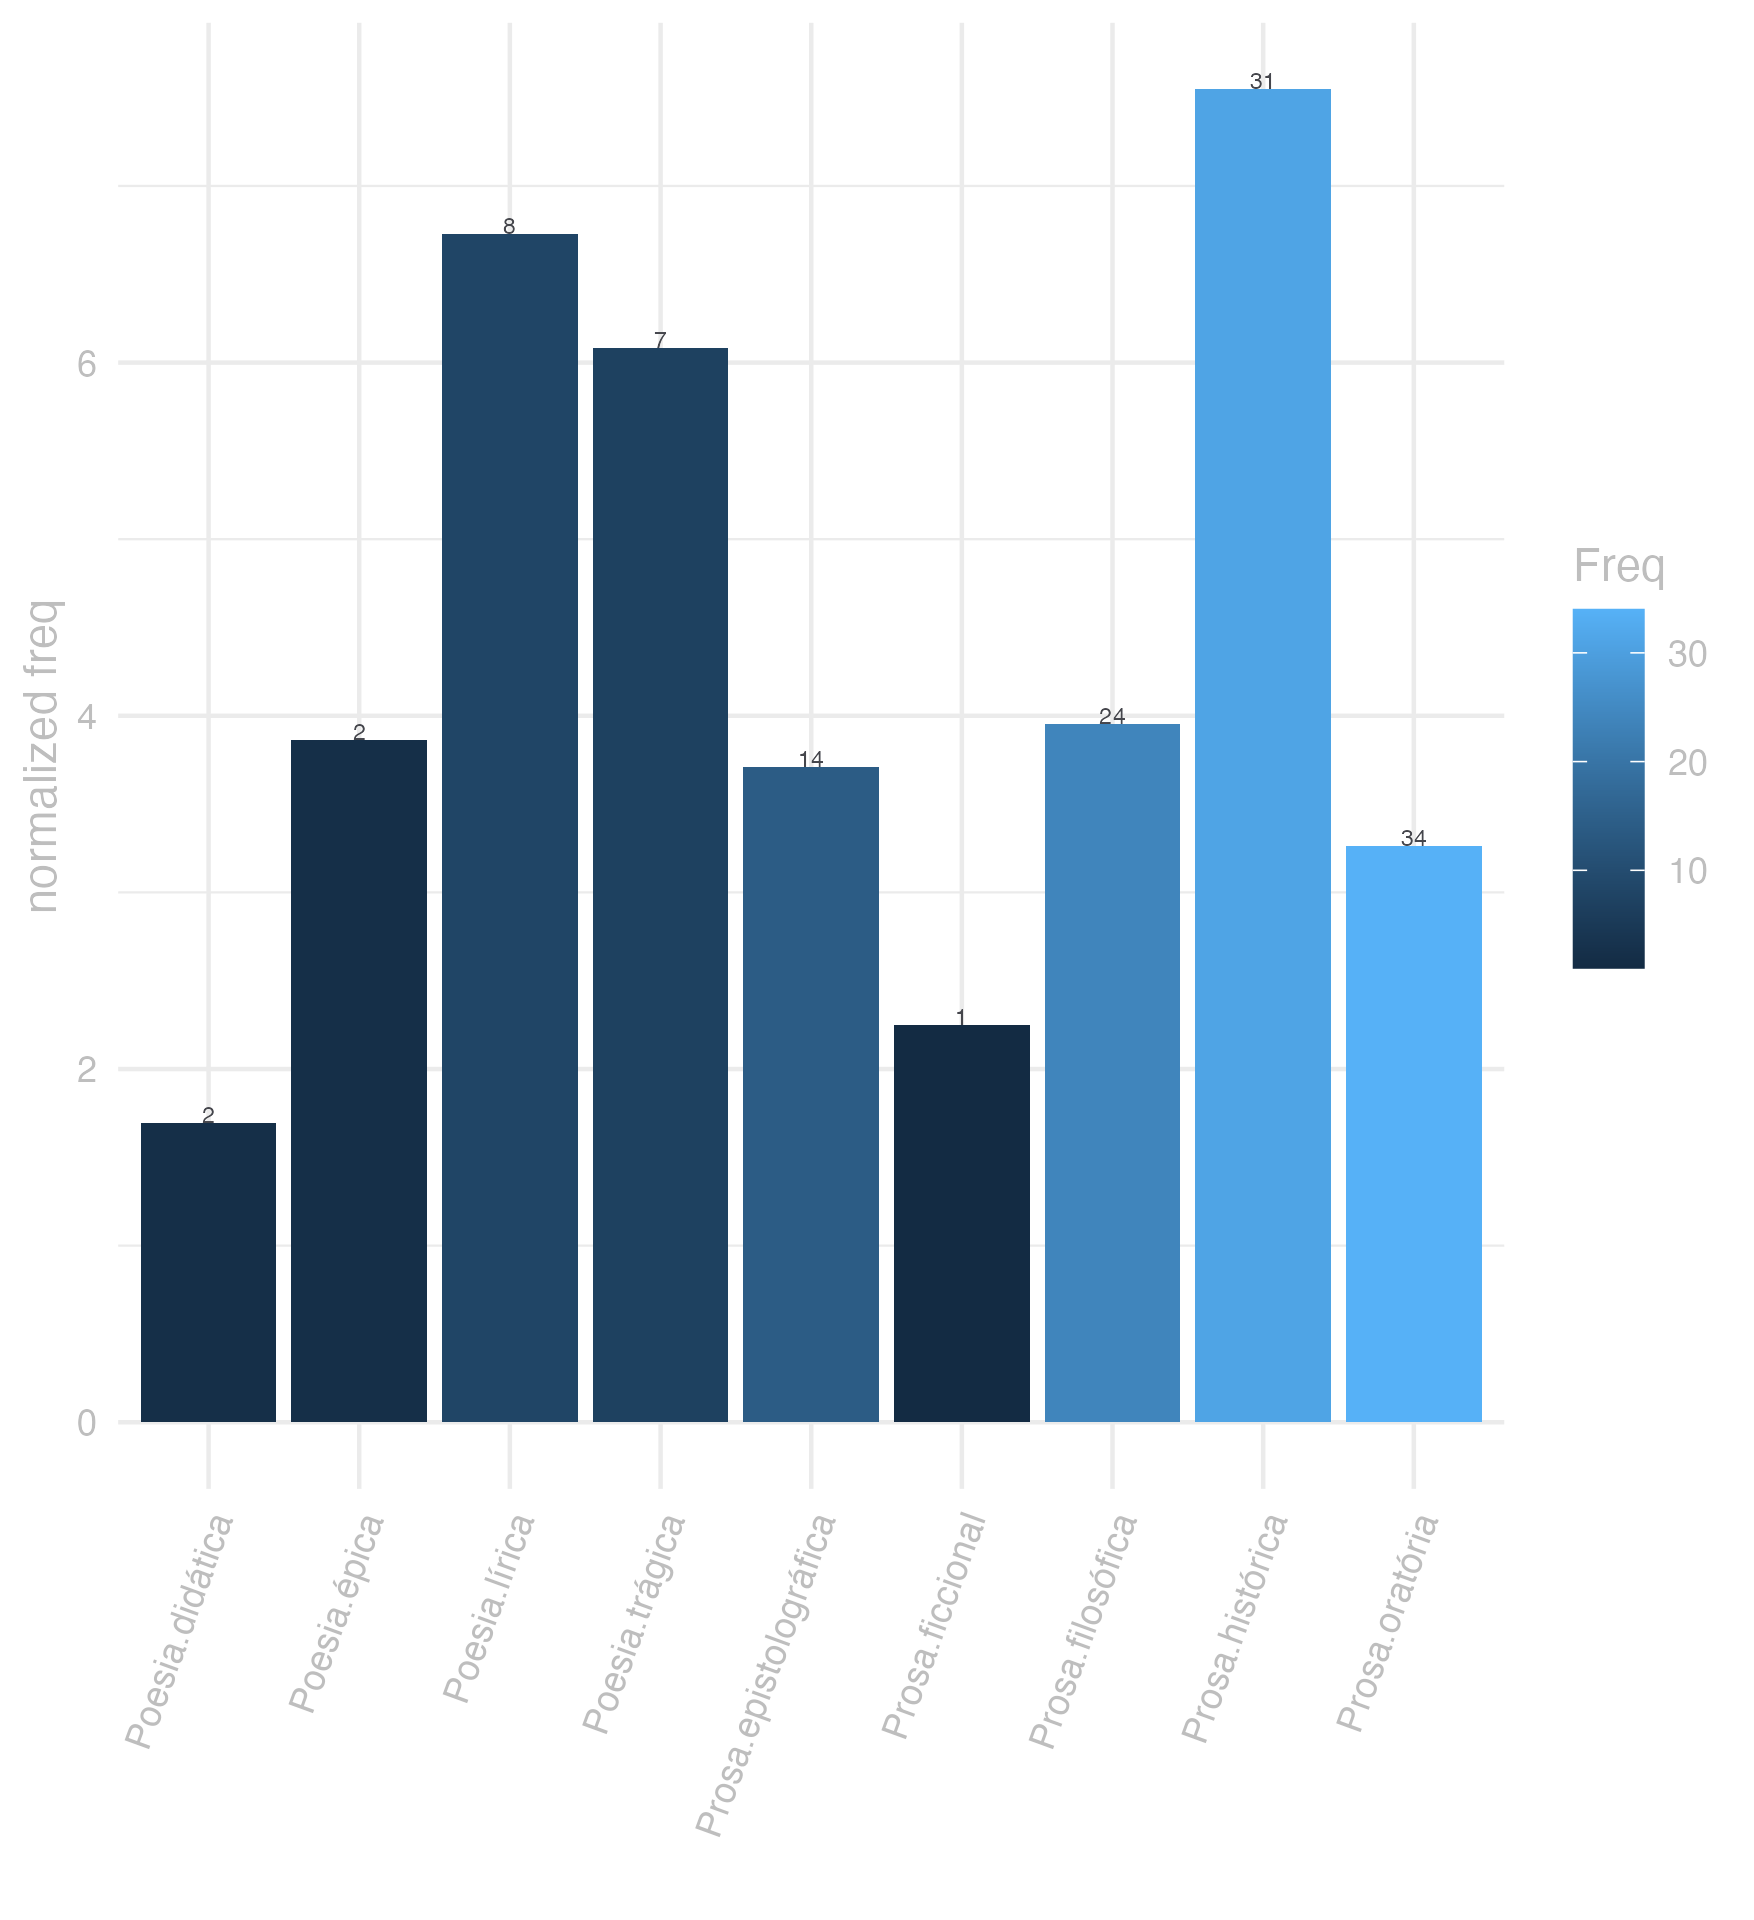 31
8
7
6
4
2
0
2
2
14
1
24
34
normalized freq
Freq
30
20
10
Poesia.didática
Poesia.épica
Poesia.lírica
Poesia.trágica
Prosa.epistolográfica
Prosa.ficcional
Prosa.filosófica
Prosa.histórica
Prosa.oratória